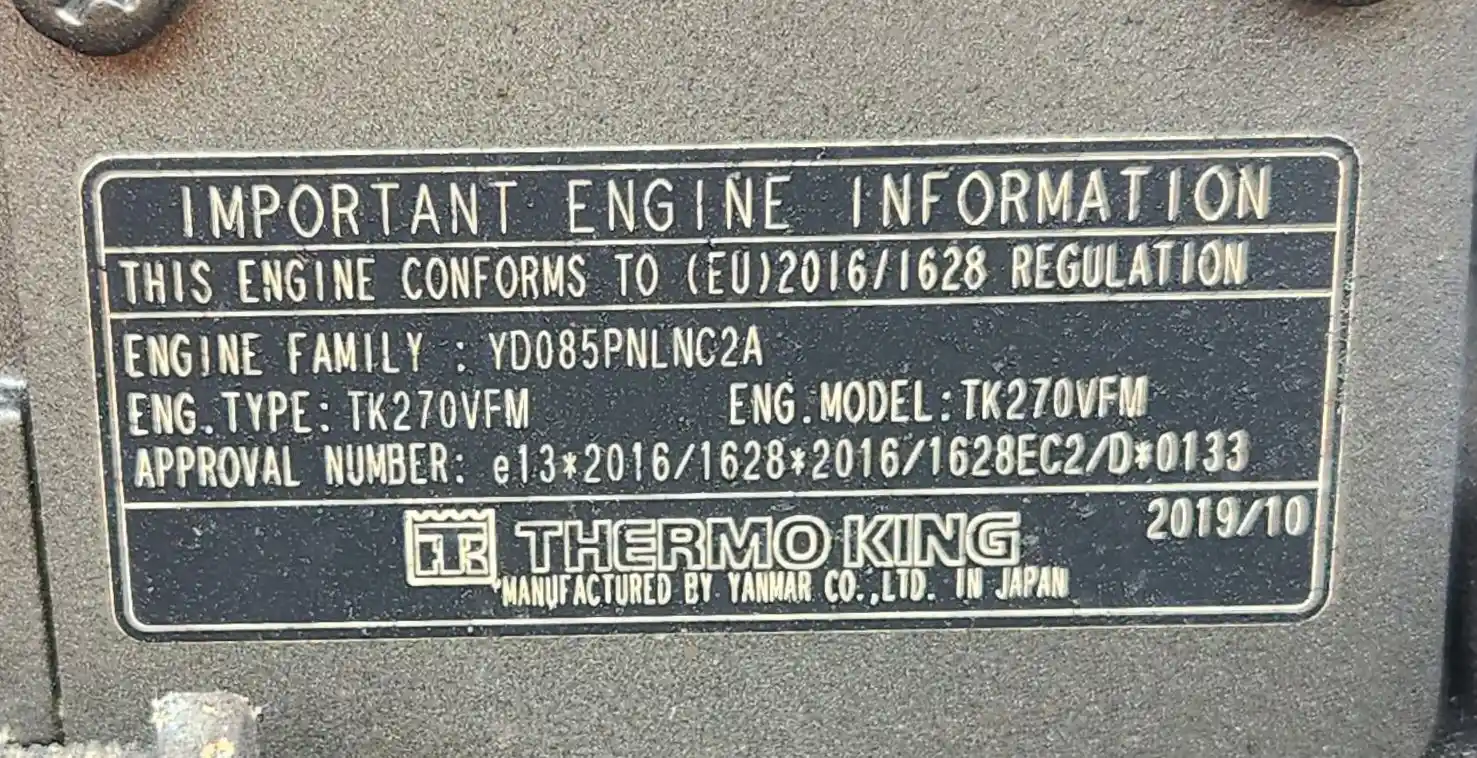 IMPORTANT ENGINE INFORMATION
THIS ENGINE CONFORMS TO (EU)2016/1628 REGULATION
ENGINE FAMILY : YD085PNLNC2A
ENG.TYPE: TK270VFM ENG.MODEL:TK270VFM
APPROVAL NUMBER: e13*2016/1628*2016/1628EC2/D*0133
2019/10
TK THERMO KING
MANUFACTURED BY YANMAR CO.,LTD. IN JAPAN